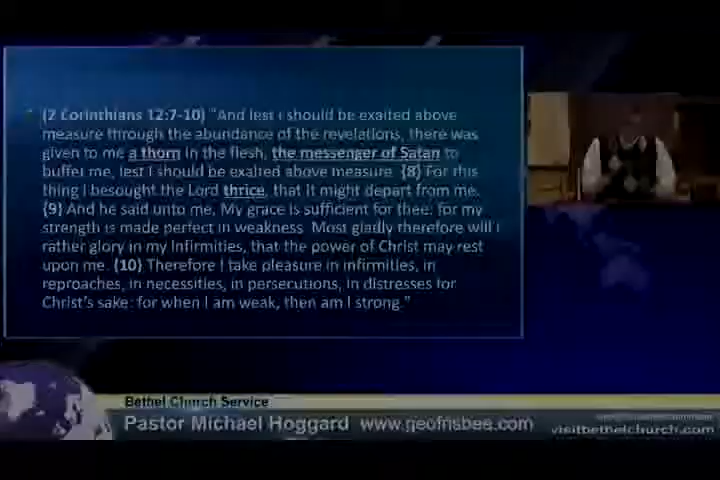 (2 Corinthians 12:7-10) "And lest I should be exalted above
measure through the abundance of the revelations, there was
given to me a thorn in the flesh, the messenger of Satan to
buffet me, lest I should be exalted above measure. {8} For this
thing I besought the Lord thrice, that it might depart from me.
{9} And he said unto me, My grace is sufficient for thee: for my
strength is made perfect in weakness. Most gladly therefore will I
rather glory in my infirmities, that the power of Christ may rest
upon me. {10} Therefore I take pleasure in infirmities, in
reproaches, in necessities, in persecutions, in distresses for
Christ's sake: for when I am weak, then am I strong."
Bethel Church Service
Pastor Michael Hoggard www.geofrisbee.com
visitbethelchurch.com